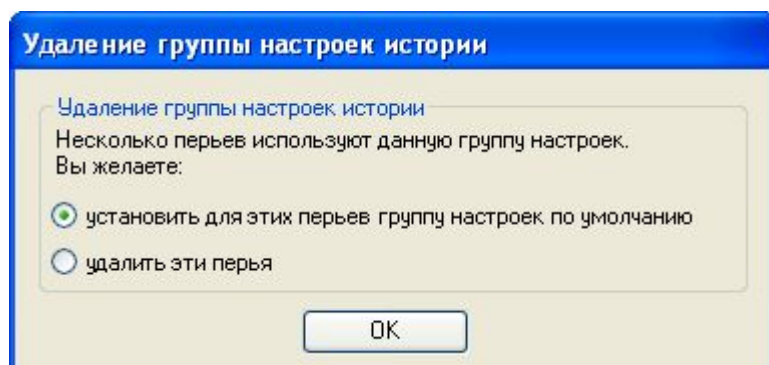 Удаление группы настроек истории
Удаление группы настроек истории
Несколько перьев используют данную группу настроек.
Вы желаете:
установить для этих перьев группу настроек по умолчанию
удалить эти перья
OK